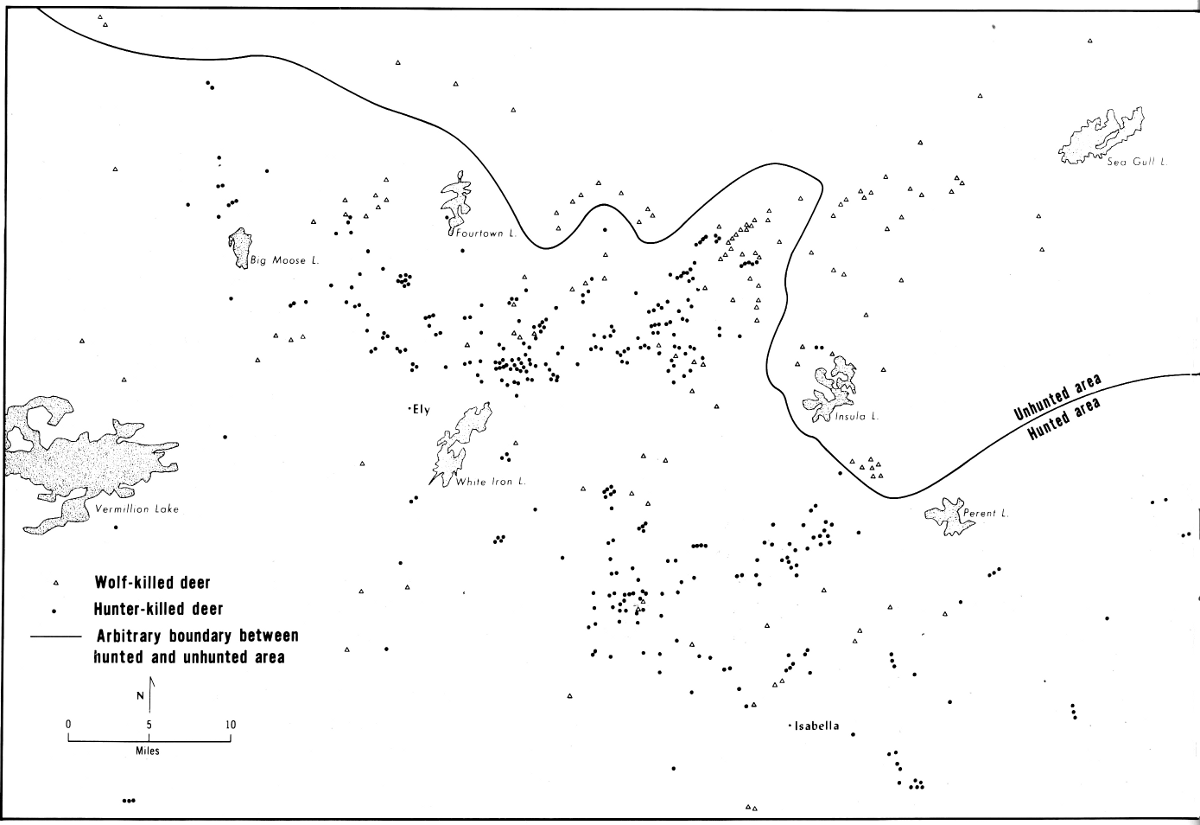 Sea Gull L.
Fourtown L.
Big Moose L.
Unhunted area
Hunted area
Insula L.
Ely
White Iron L.
Vermillion Lake
Perent L.
Wolf-killed deer
Hunter-killed deer
Arbitrary boundary between
hunted and unhunted area
N
0 5 10
Miles
Isabella